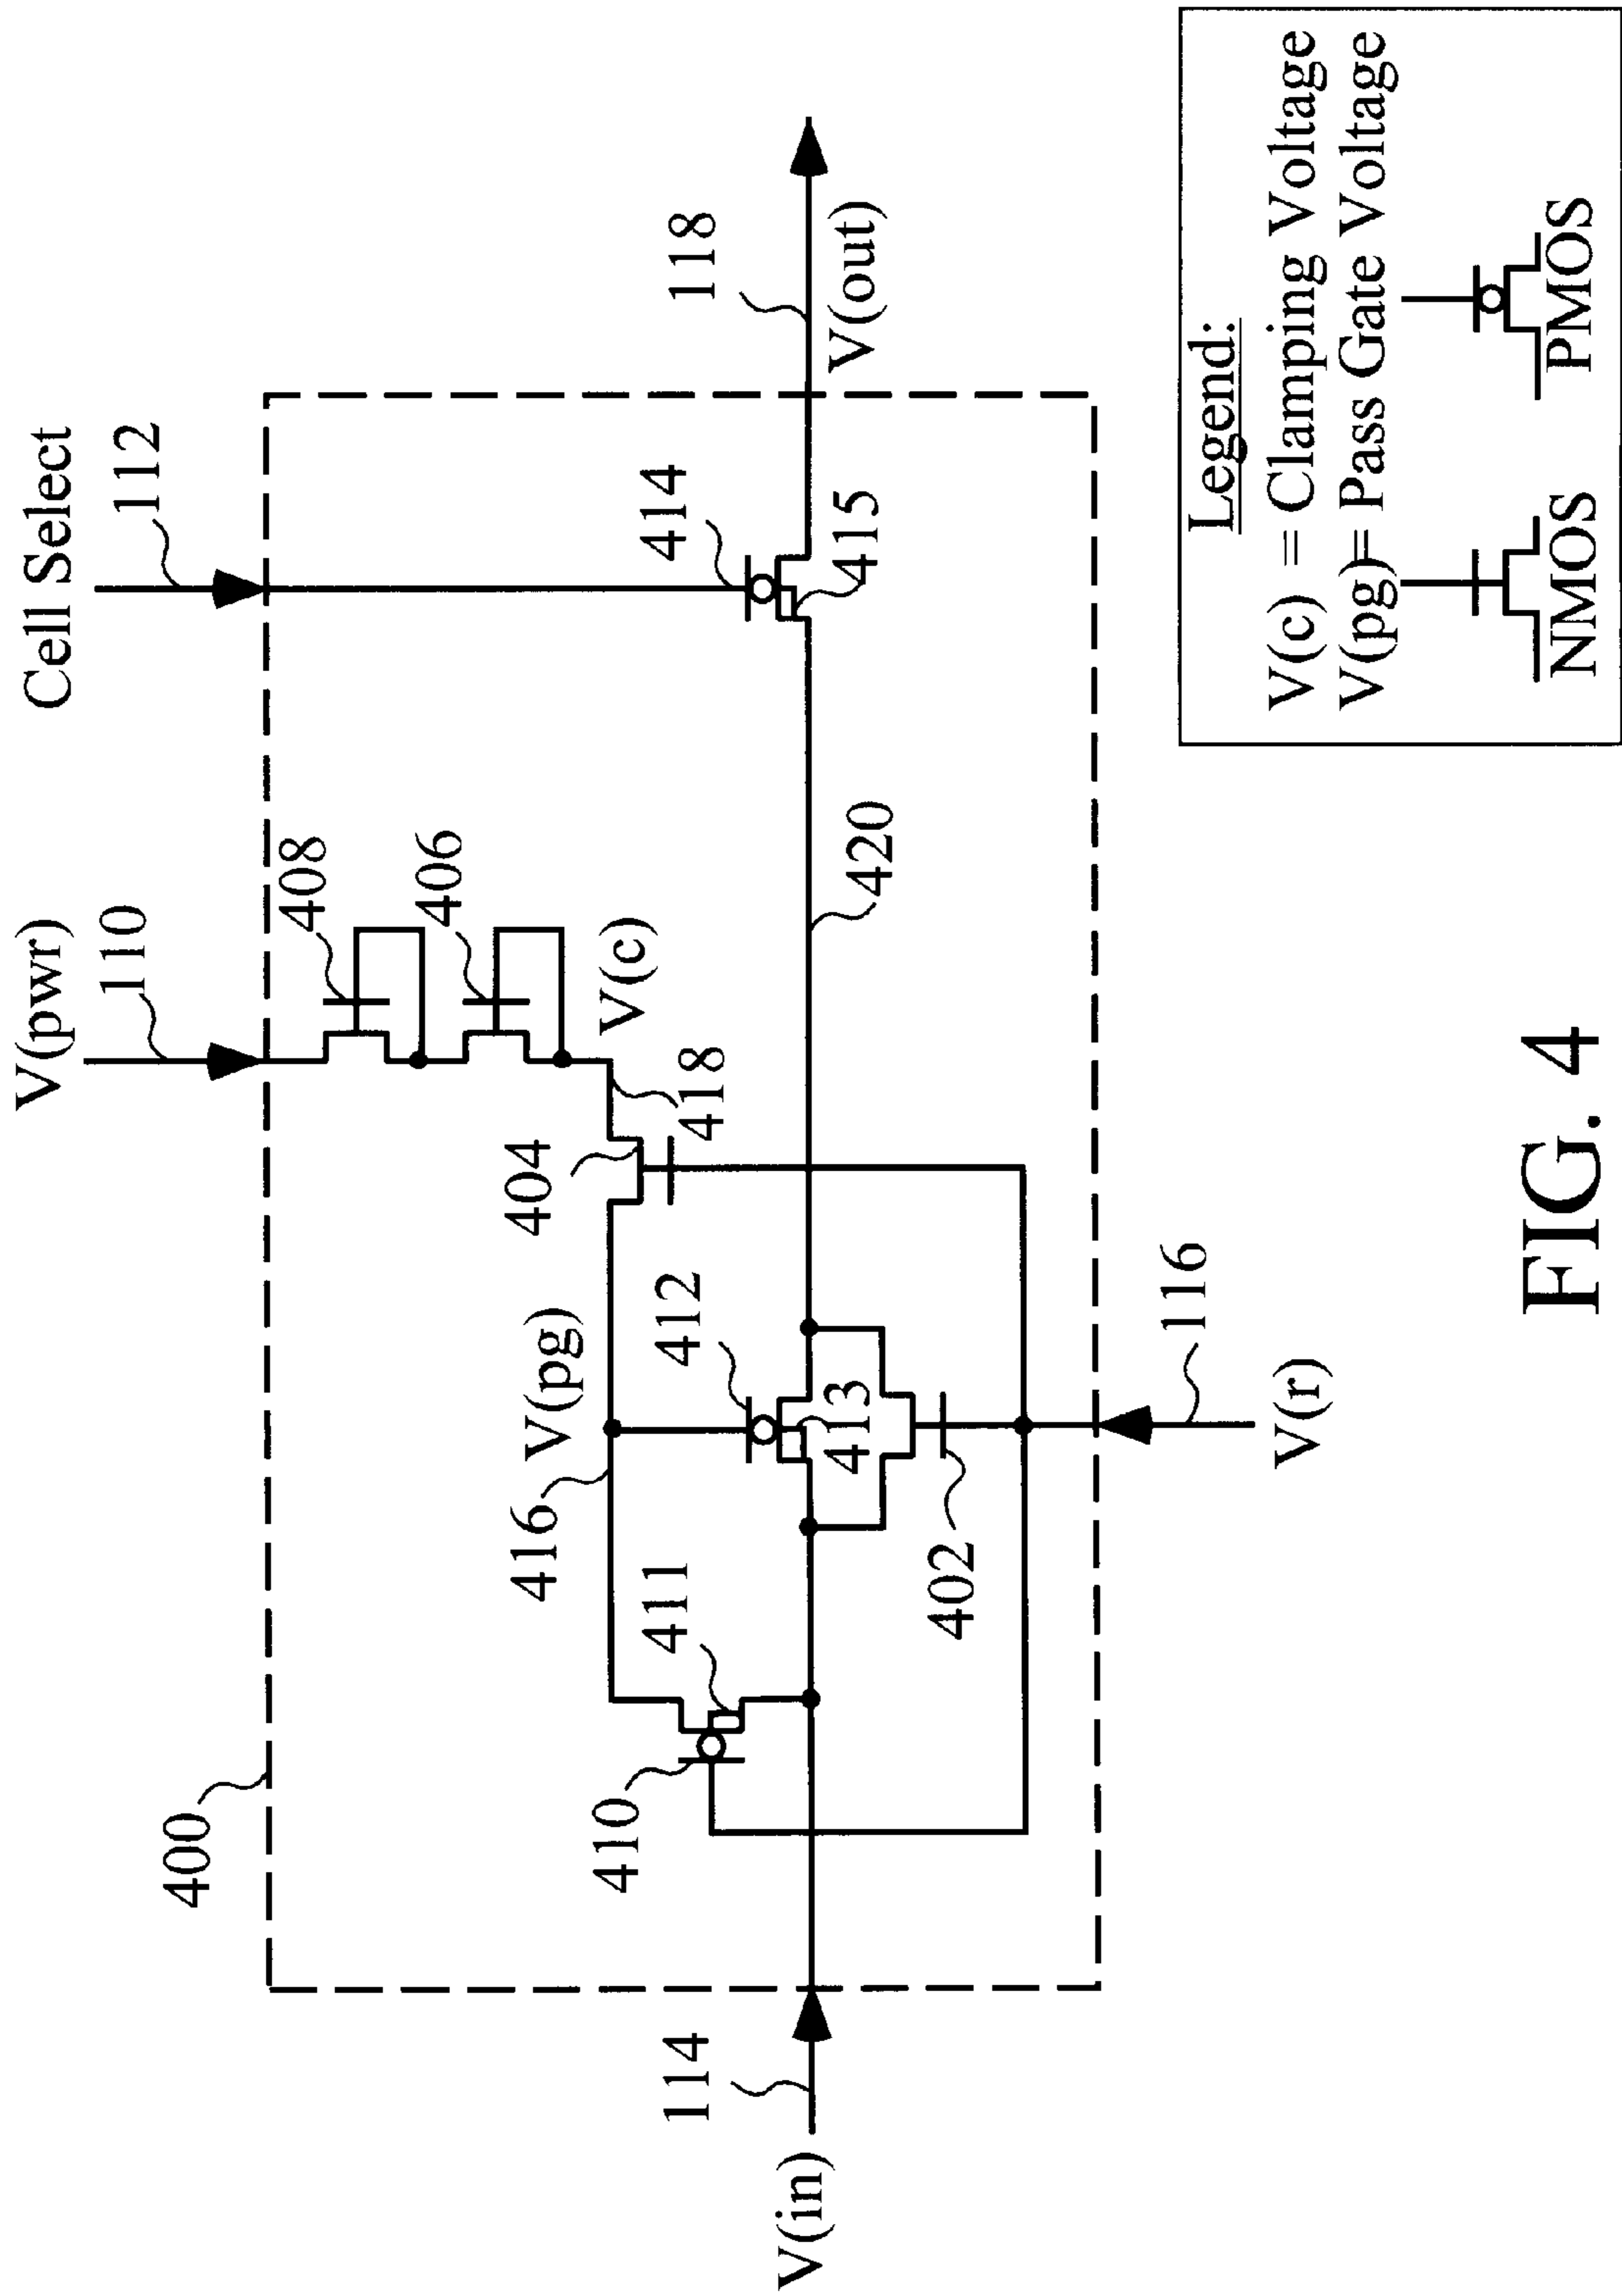 V(pwr)
Cell Select
110
112
400
408
406
V(c)
404
418
416
V(pg)
410
411
412
413
402
414
415
420
118
V(out)
114
V(in)
116
V(r)
Legend:
V(c) = Clamping Voltage
V(pg)= Pass Gate Voltage
NMOS
PMOS
FIG. 4